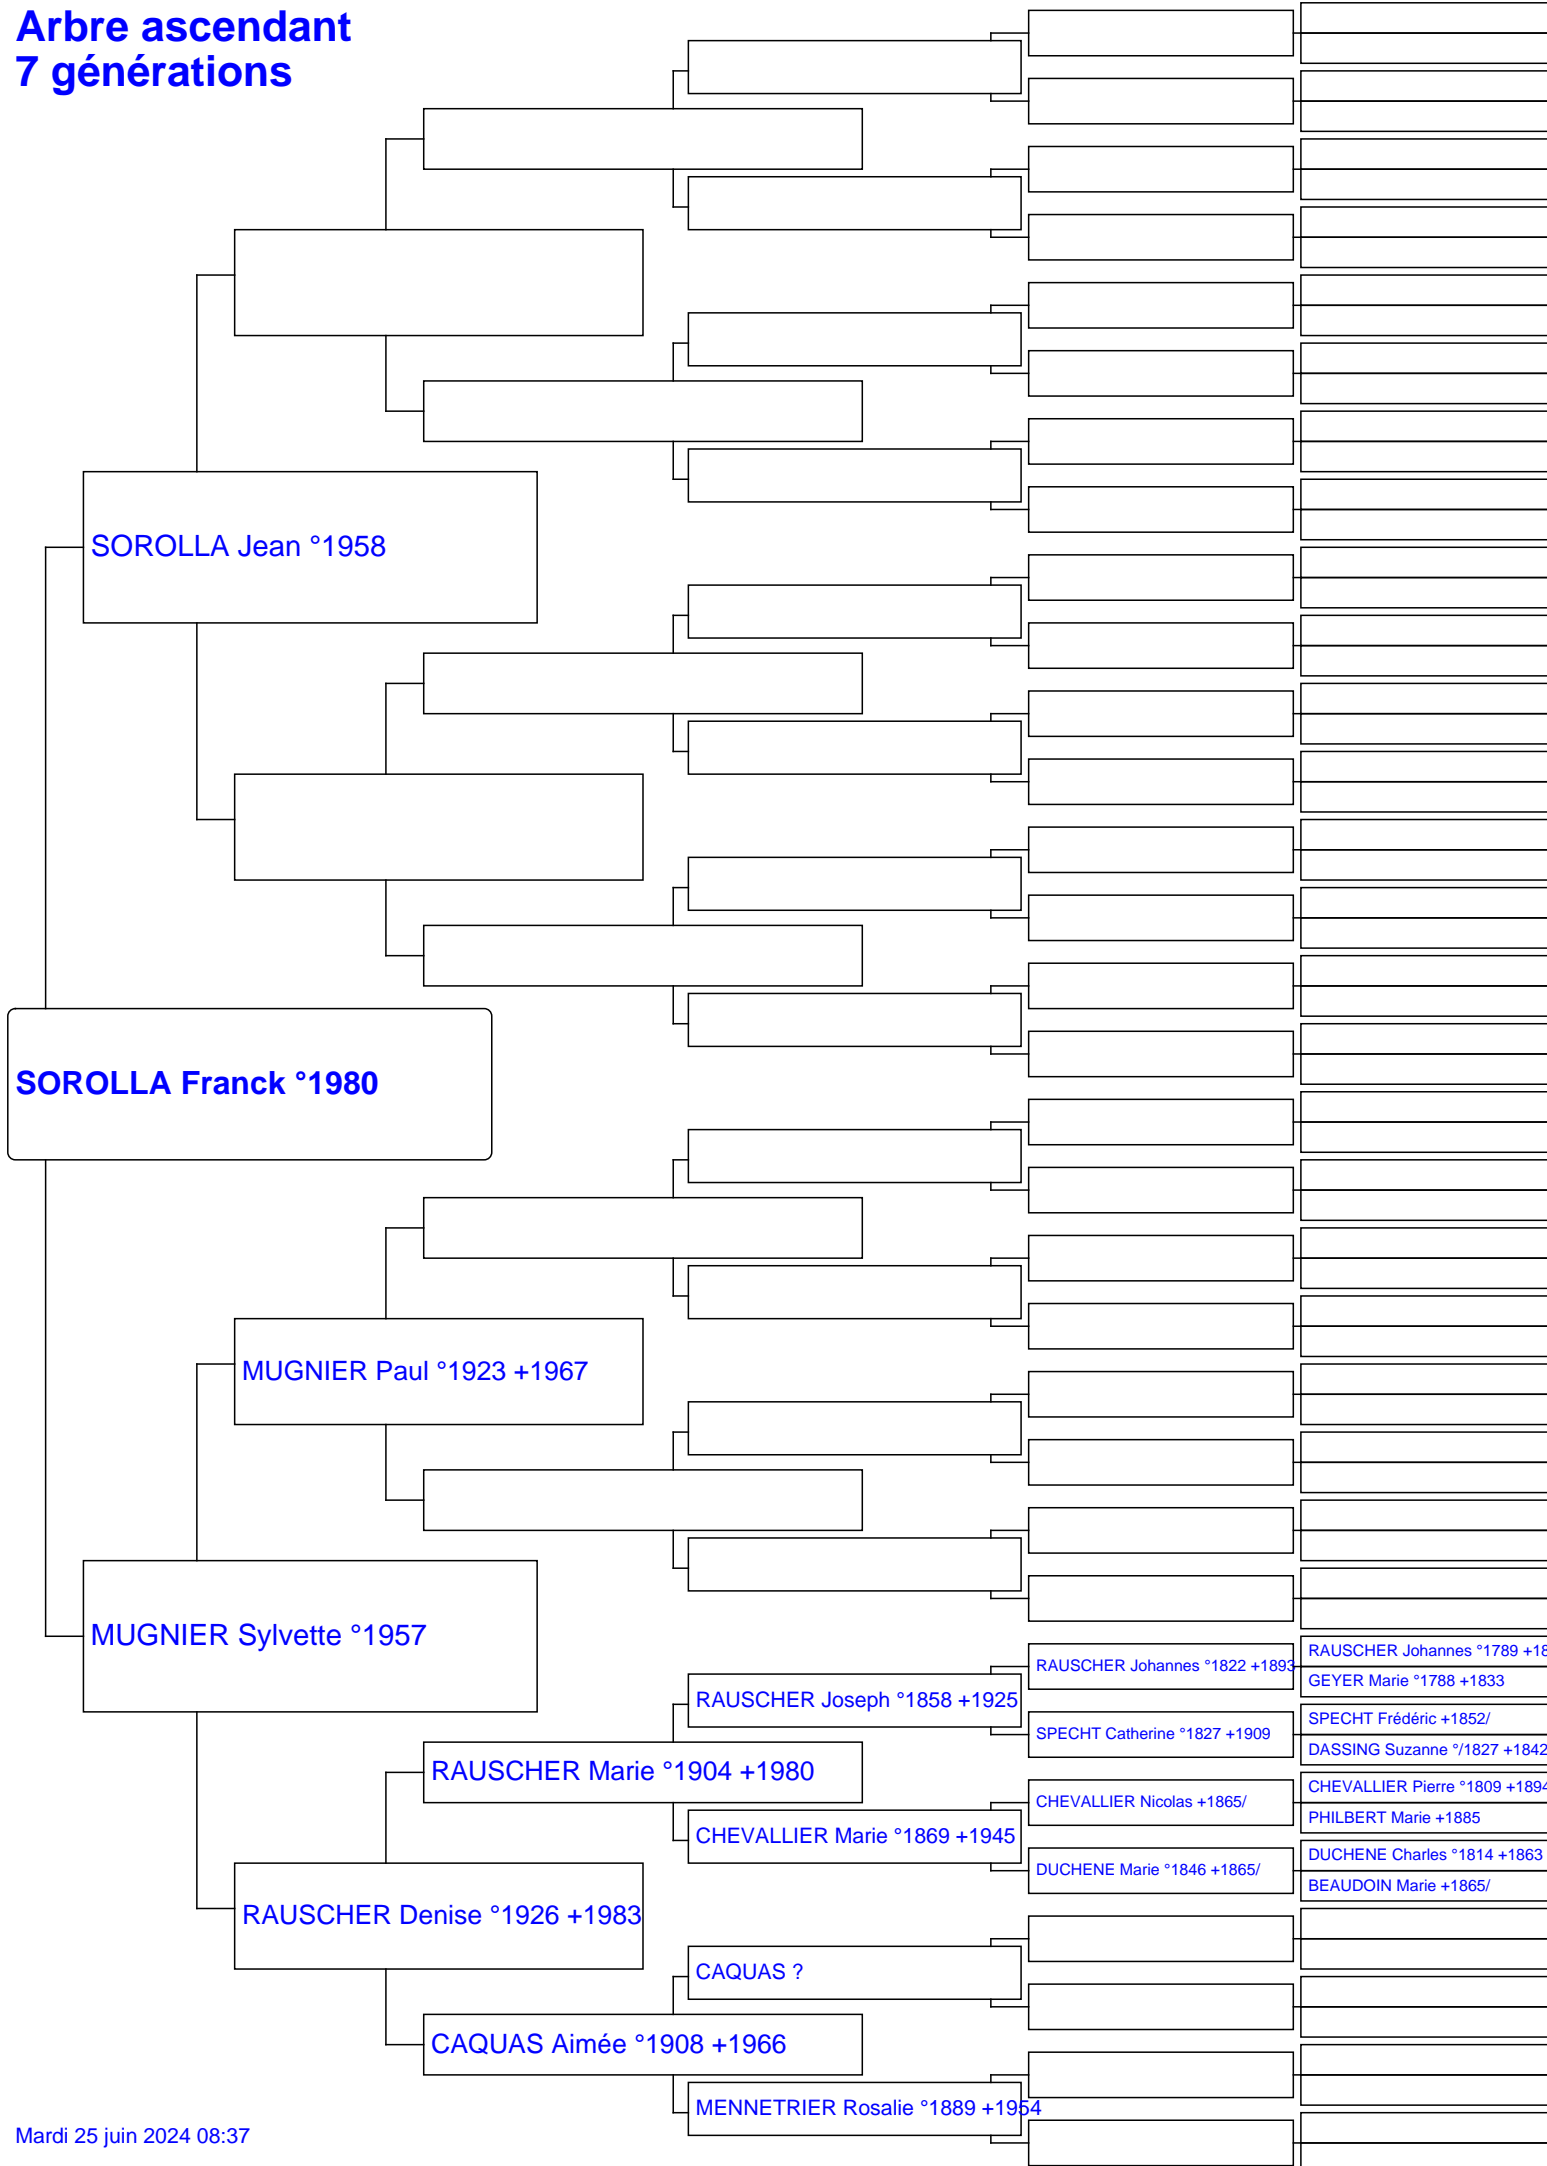 Arbre ascendant
7 générations
SOROLLA Jean °1958
SOROLLA Franck °1980
MUGNIER Paul °1923 +1967
MUGNIER Sylvette °1957
RAUSCHER Johannes °1822 +1893
RAUSCHER Johannes °1789 +18
GEYER Marie °1788 +1833
RAUSCHER Joseph °1858 +1925
SPECHT Catherine °1827 +1909
SPECHT Frédéric +1852/
DASSING Suzanne °/1827 +1842
RAUSCHER Marie °1904 +1980
CHEVALLIER Nicolas +1865/
CHEVALLIER Pierre °1809 +1894
PHILBERT Marie +1885
CHEVALLIER Marie °1869 +1945
DUCHENE Marie °1846 +1865/
DUCHENE Charles °1814 +1863
BEAUDOIN Marie +1865/
RAUSCHER Denise °1926 +1983
CAQUAS ?
CAQUAS Aimée °1908 +1966
MENNETRIER Rosalie °1889 +1954
Mardi 25 juin 2024 08:37